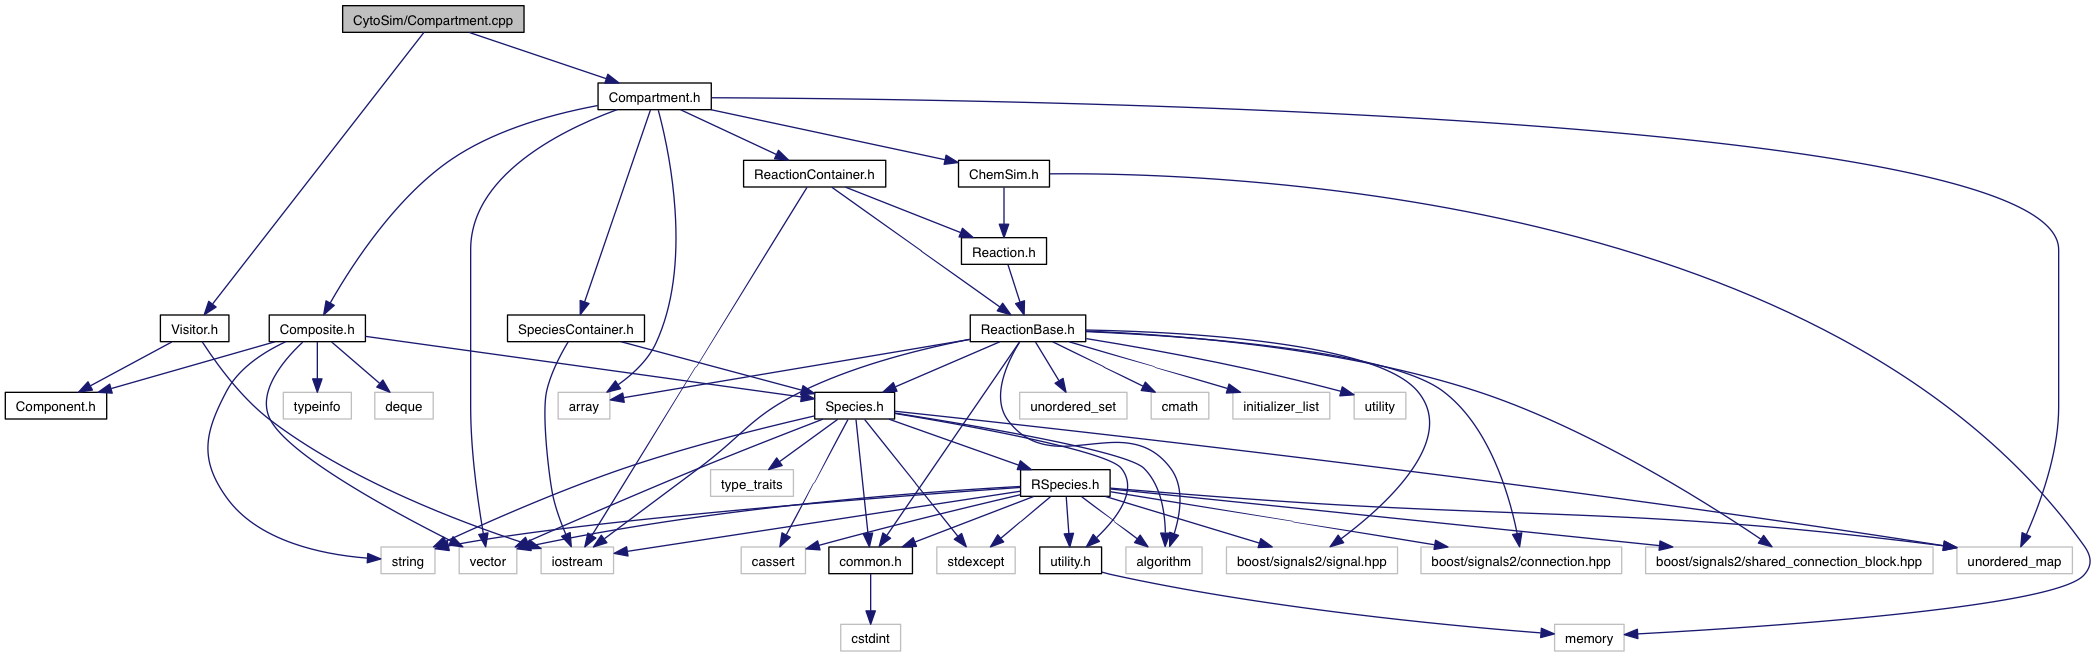 CytoSim/Compartment.cpp
Compartment.h
ReactionContainer.h
ChemSim.h
Reaction.h
Visitor.h
Composite.h
SpeciesContainer.h
ReactionBase.h
Component.h
typeinfo
deque
array
Species.h
unordered_set
cmath
initializer_list
utility
type_traits
RSpecies.h
string
vector
iostream
cassert
common.h
stdexcept
utility.h
algorithm
boost/signals2/signal.hpp
boost/signals2/connection.hpp
boost/signals2/shared_connection_block.hpp
unordered_map
cstdint
memory